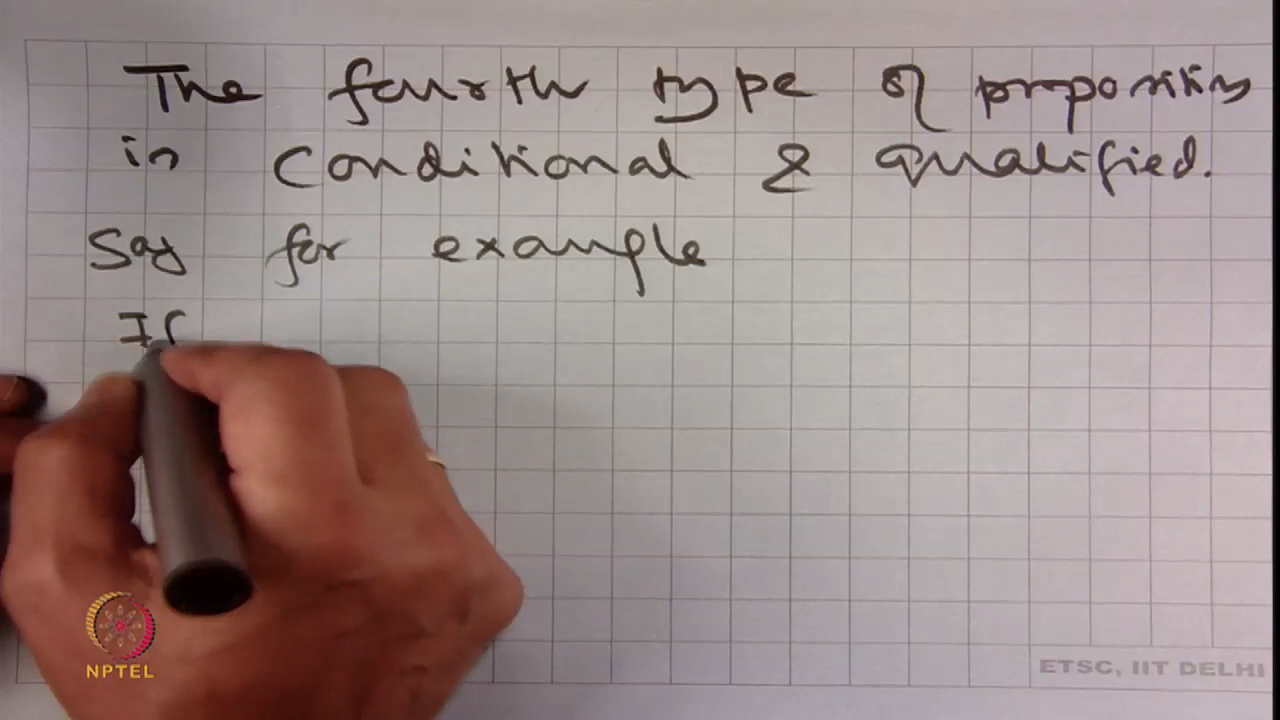 The fourth type of proposition
is conditional & qualified.
Say for example
If
NPTEL
ETSC, IIT DELHI